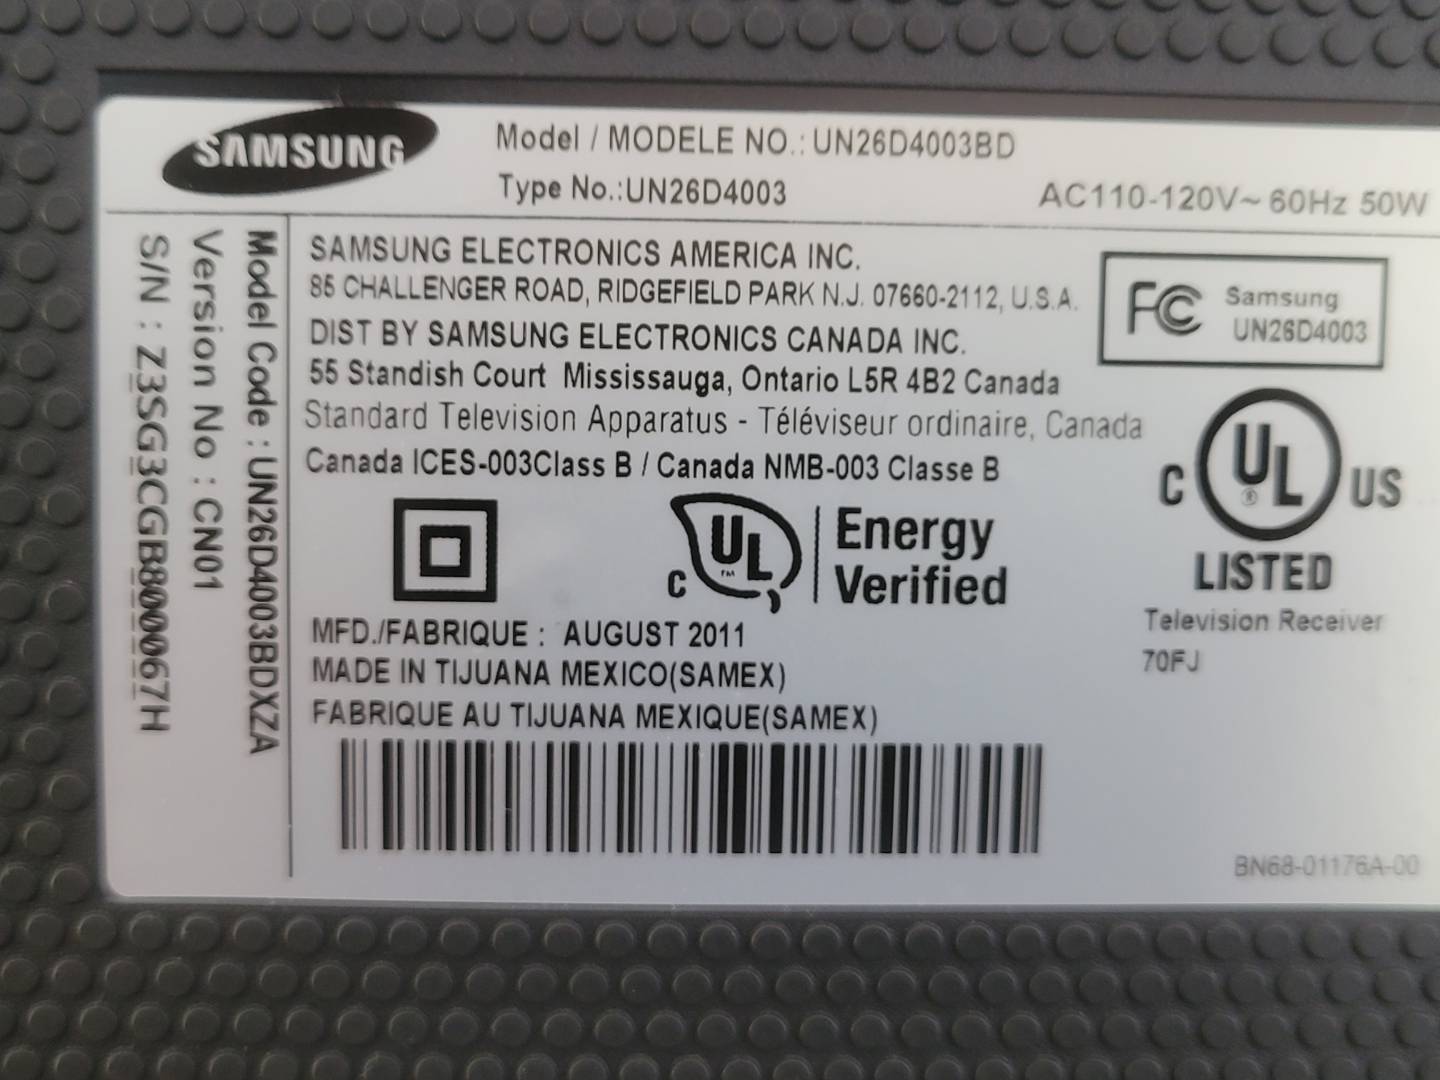 SAMSUNG
Model / MODELE NO.: UN26D4003BD
Type No.:UN26D4003
AC110-120V~ 60Hz 50W
Model Code : UN26D4003BDXZA
Version No : CN01
S/N : Z3SG3CGB800067H
SAMSUNG ELECTRONICS AMERICA INC.
85 CHALLENGER ROAD, RIDGEFIELD PARK N.J. 07660-2112, U.S.A.
DIST BY SAMSUNG ELECTRONICS CANADA INC.
55 Standish Court Mississauga, Ontario L5R 4B2 Canada
Standard Television Apparatus - Téléviseur ordinaire, Canada
Canada ICES-003Class B / Canada NMB-003 Classe B
FC Samsung
UN26D4003
C UL ® US
LISTED
Television Receiver
70FJ
C UL ™ Energy
Verified
MFD./FABRIQUE : AUGUST 2011
MADE IN TIJUANA MEXICO(SAMEX)
FABRIQUE AU TIJUANA MEXIQUE(SAMEX)
BN68-01176A-00